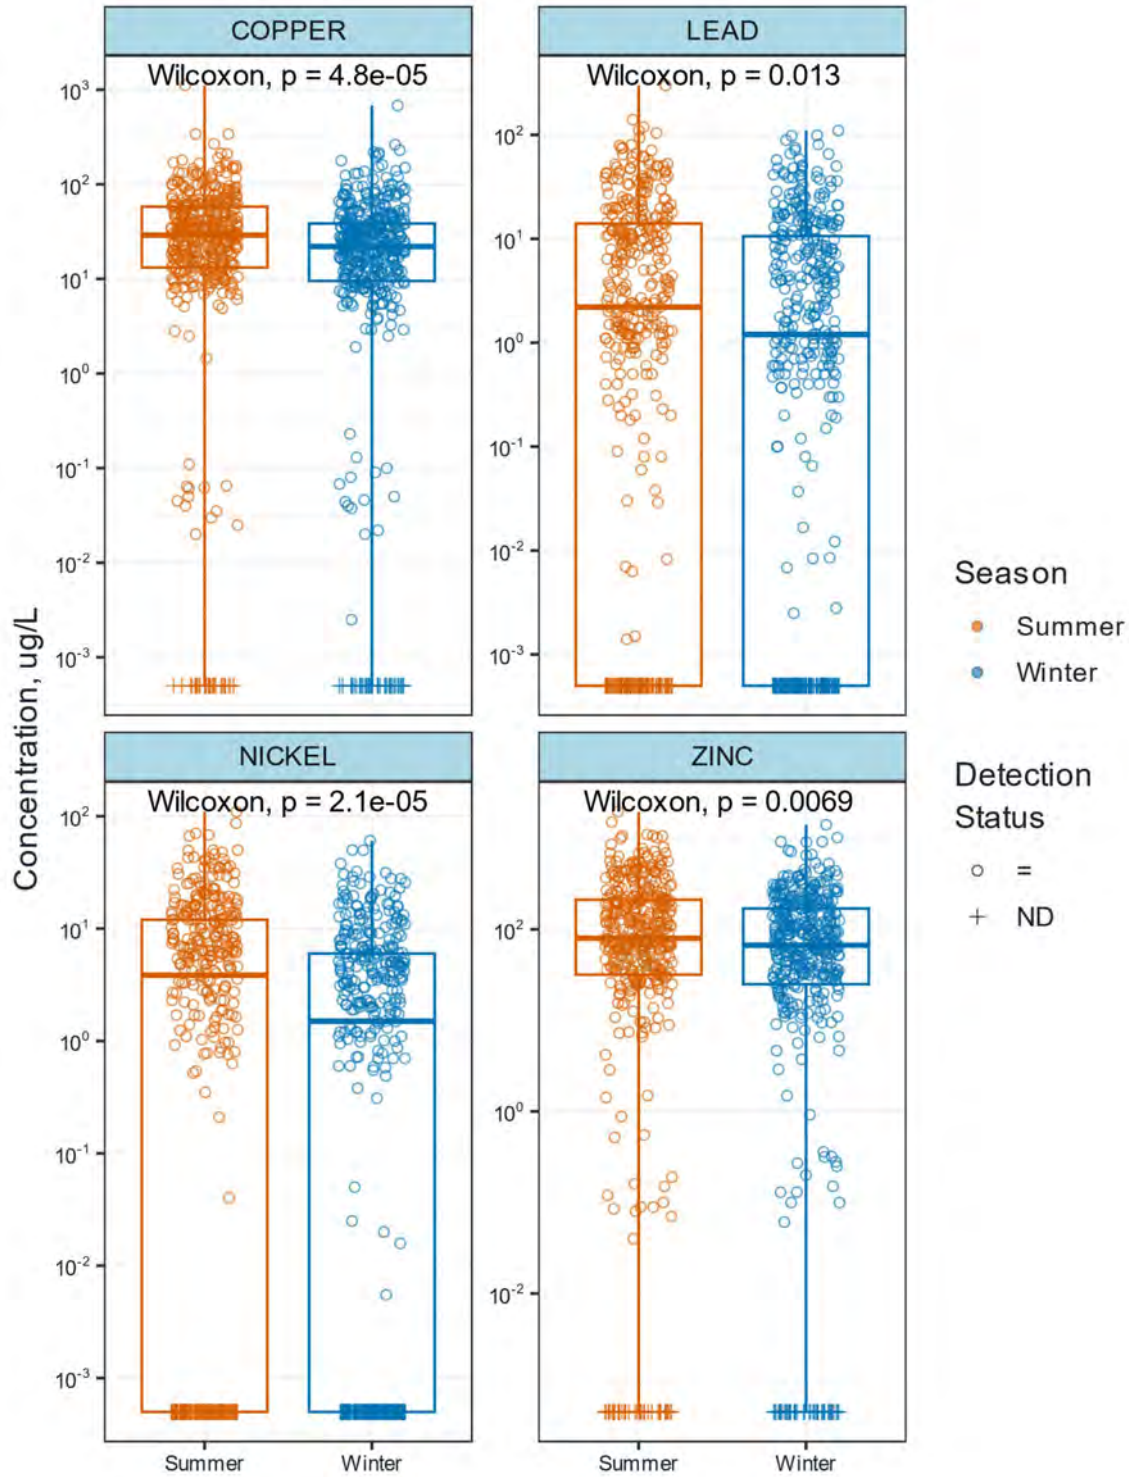 COPPER
LEAD
Wilcoxon, p = 4.8e-05
Wilcoxon, p = 0.013
10³
10²
10¹
10⁰
10⁻¹
10⁻²
10⁻³
10²
10¹
10⁰
10⁻¹
10⁻²
10⁻³
Concentration, ug/L
NICKEL
ZINC
Wilcoxon, p = 2.1e-05
Wilcoxon, p = 0.0069
10²
10¹
10⁰
10⁻¹
10⁻²
10⁻³
10²
10⁰
10⁻²
Summer
Winter
Summer
Winter
Season
Summer
Winter
Detection
Status
=
ND